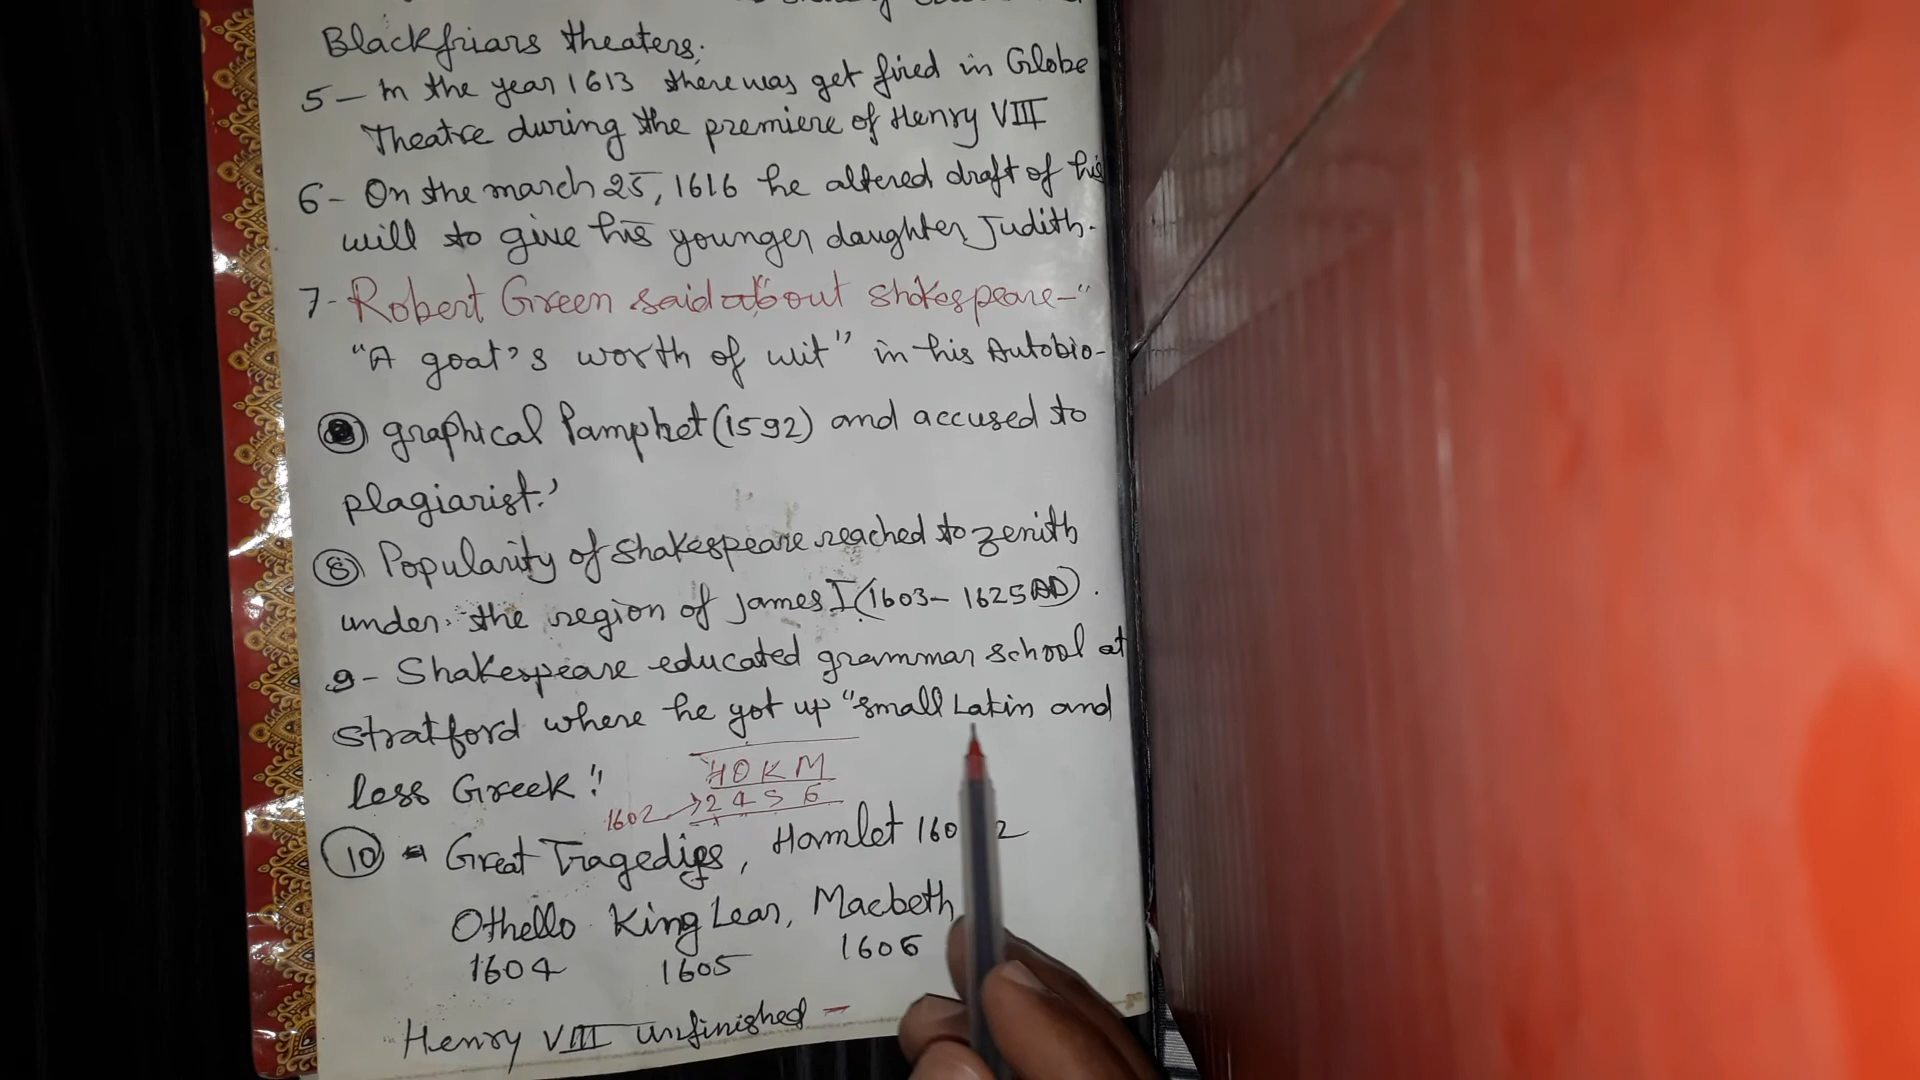 Blackfriars theaters.
5- In the year 1613 there was get fired in Globe
Theatre during the premiere of Henry VIII
6- On the march 25, 1616 he altered draft of his
will to give his younger daughter, Judith.
7- Robert Green said about Shakespeare-"
"A goat's worth of wit" in his Autobio-
graphical Pamphet (1592) and accused to
plagiarist.'
8 Popularity of Shakespeare reached to zenith
under the region of James I (1603- 1625 AD).
9- Shakespeare educated grammar school at
stratford where he got up "small Latin and
less Greek"
HOKM
1602 → 2 4 5 6
10 - Great Tragedies, Hamlet 160 2
Othello King Lear, Macbeth
1604 1605 1606
Henry VIII unfinished -